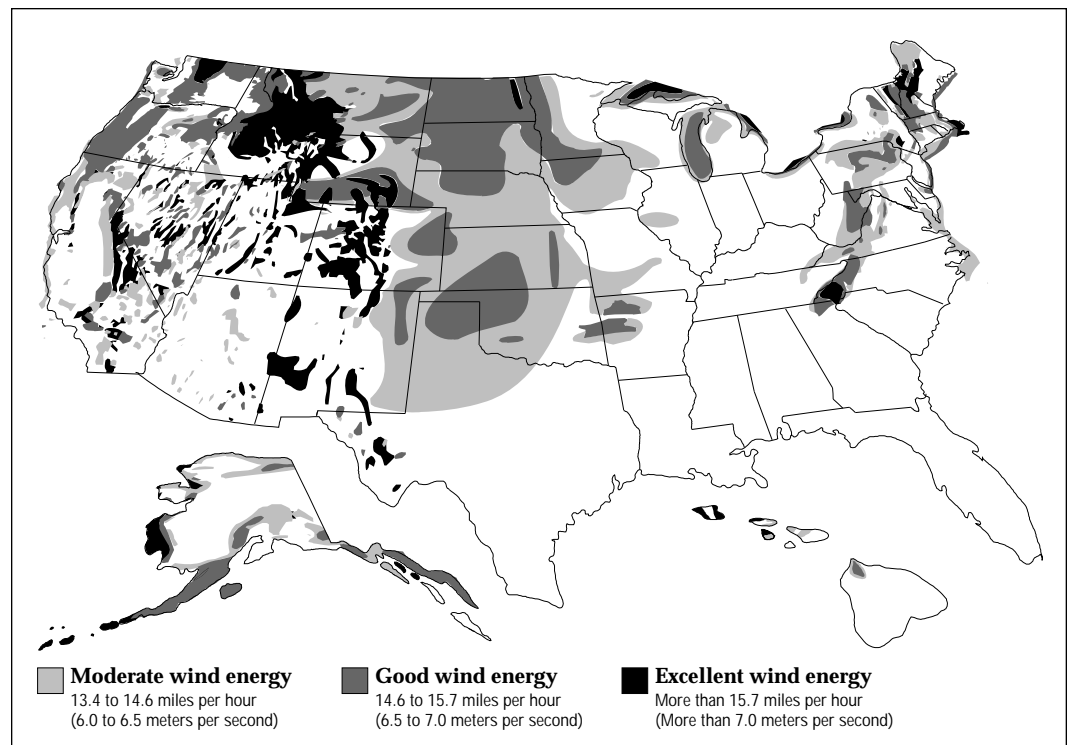 Moderate wind energy
13.4 to 14.6 miles per hour
(6.0 to 6.5 meters per second)
Good wind energy
14.6 to 15.7 miles per hour
(6.5 to 7.0 meters per second)
Excellent wind energy
More than 15.7 miles per hour
(More than 7.0 meters per second)